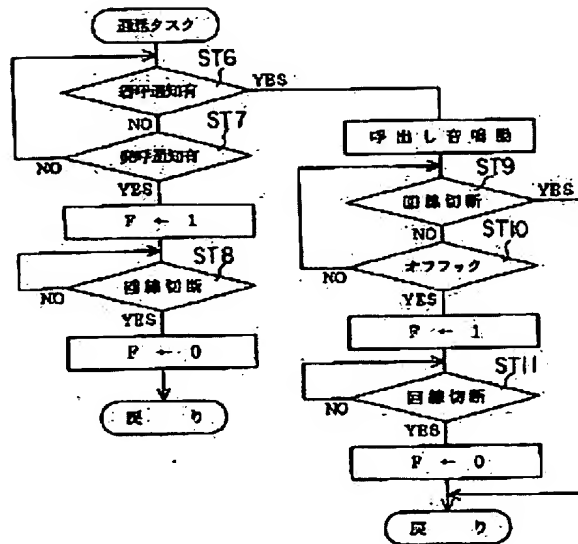 通話タスク
ST6
着呼通知有
YES
NO
ST7
発呼通知有
NO
YES
F ← 1
ST8
回線切断
NO
YES
F ← 0
戻 り
呼出し音鳴動
ST9
回線切断
YES
NO
ST10
オフフック
NO
YES
F ← 1
ST11
回線切断
NO
YES
F ← 0
戻 り